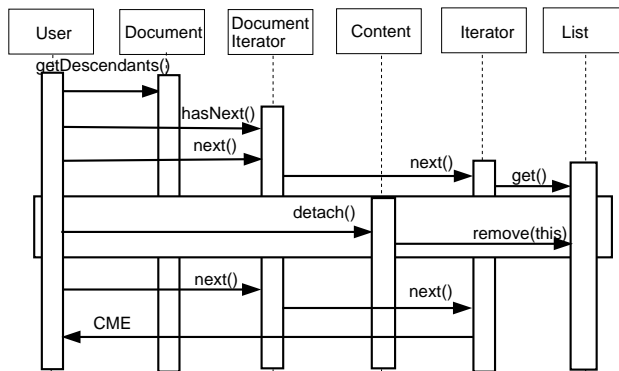 User
Document
Document
Iterator
Content
Iterator
List
getDescendants()
hasNext()
next()
next()
get()
detach()
remove(this)
next()
next()
CME